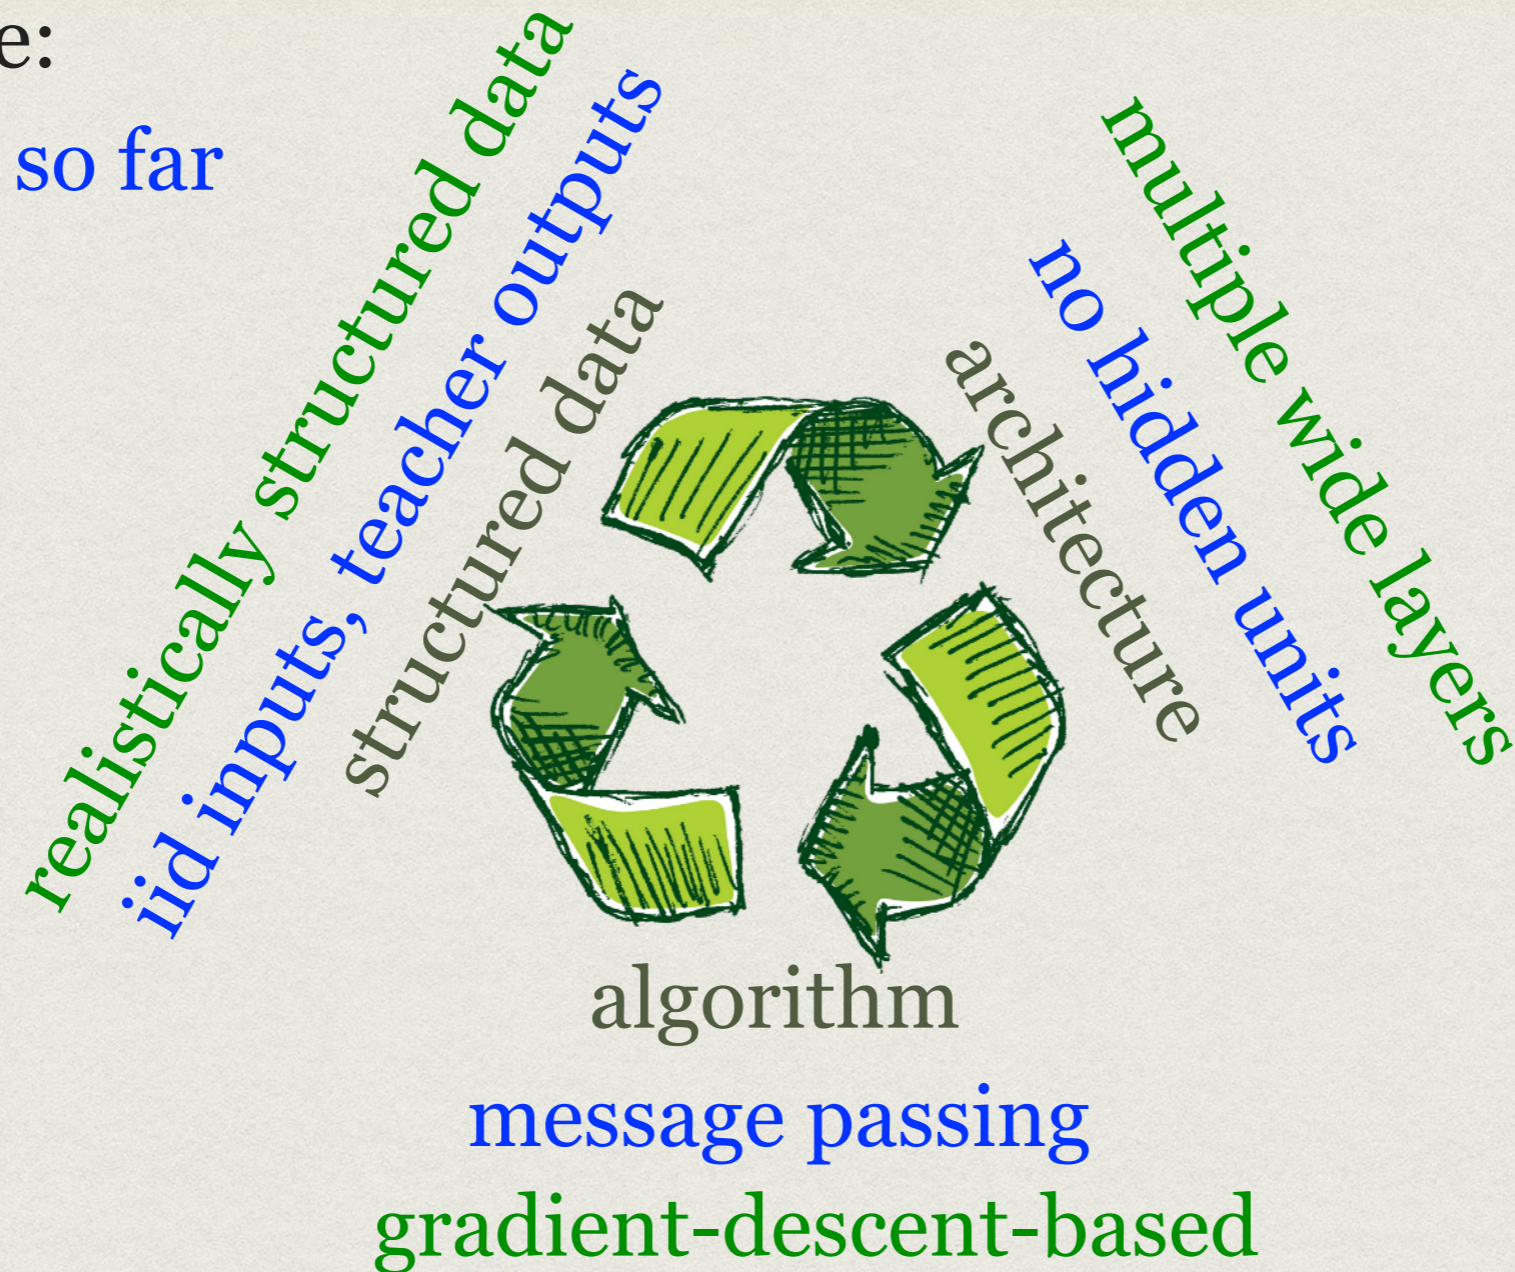 e:
so far
realistically structured data
iid inputs, teacher outputs
structured data
multiple wide layers
no hidden units
architecture
algorithm
message passing
gradient-descent-based